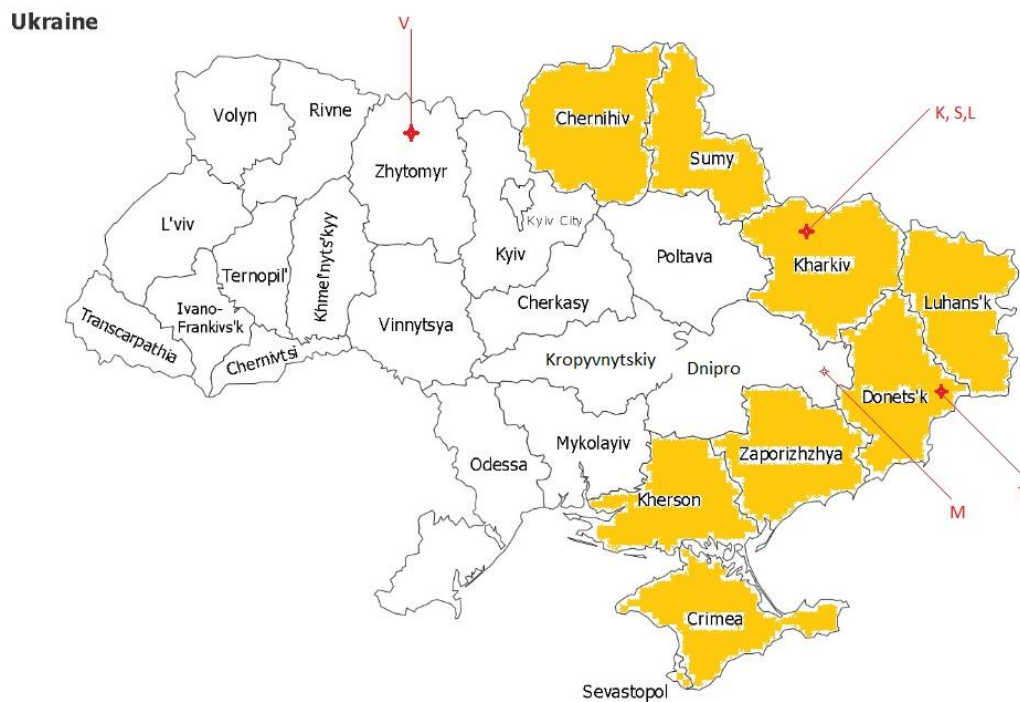 Ukraine
V
Volyn
Rivne
Chernihiv
K, S,L
Zhytomyr
Sumy
L'viv
Kyiv City
Khmel'nyts'kyy
Kyiv
Poltava
Kharkiv
Ternopil'
Luhans'k
Ivano-
Frankivs'k
Cherkasy
Transcarpathia
Vinnytsya
Chernivtsi
Kropyvnytskiy
Dnipro
Donets'k
Mykolayiv
Zaporizhzhya
Odessa
Kherson
M
Crimea
Sevastopol